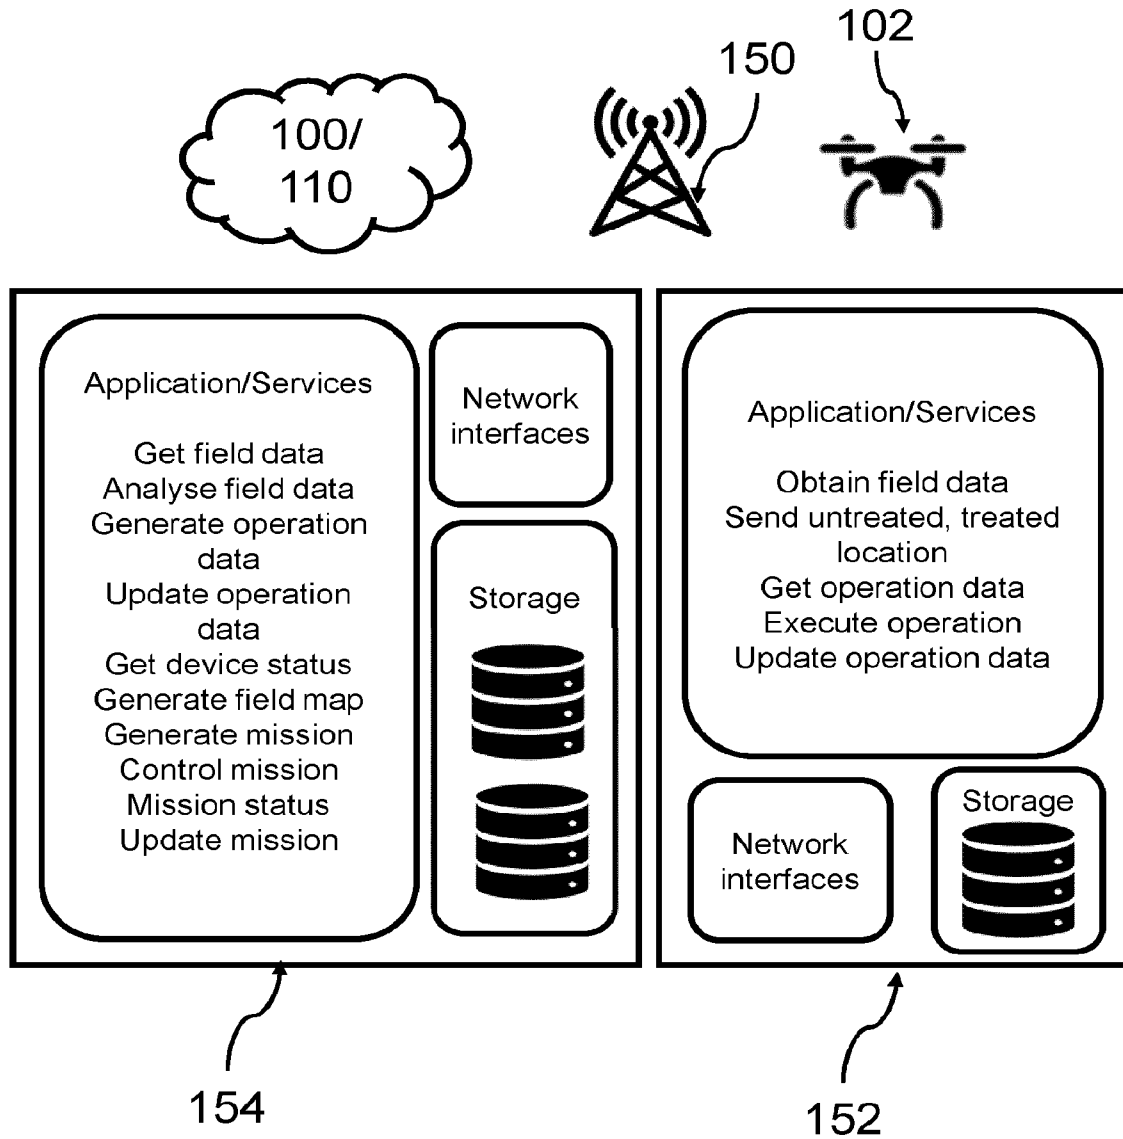 102
150
100/
110
Application/Services
Get field data
Analyse field data
Generate operation
data
Update operation
data
Get device status
Generate field map
Generate mission
Control mission
Mission status
Update mission
Network
interfaces
Storage
Application/Services
Obtain field data
Send untreated, treated
location
Get operation data
Execute operation
Update operation data
Network
interfaces
Storage
154
152